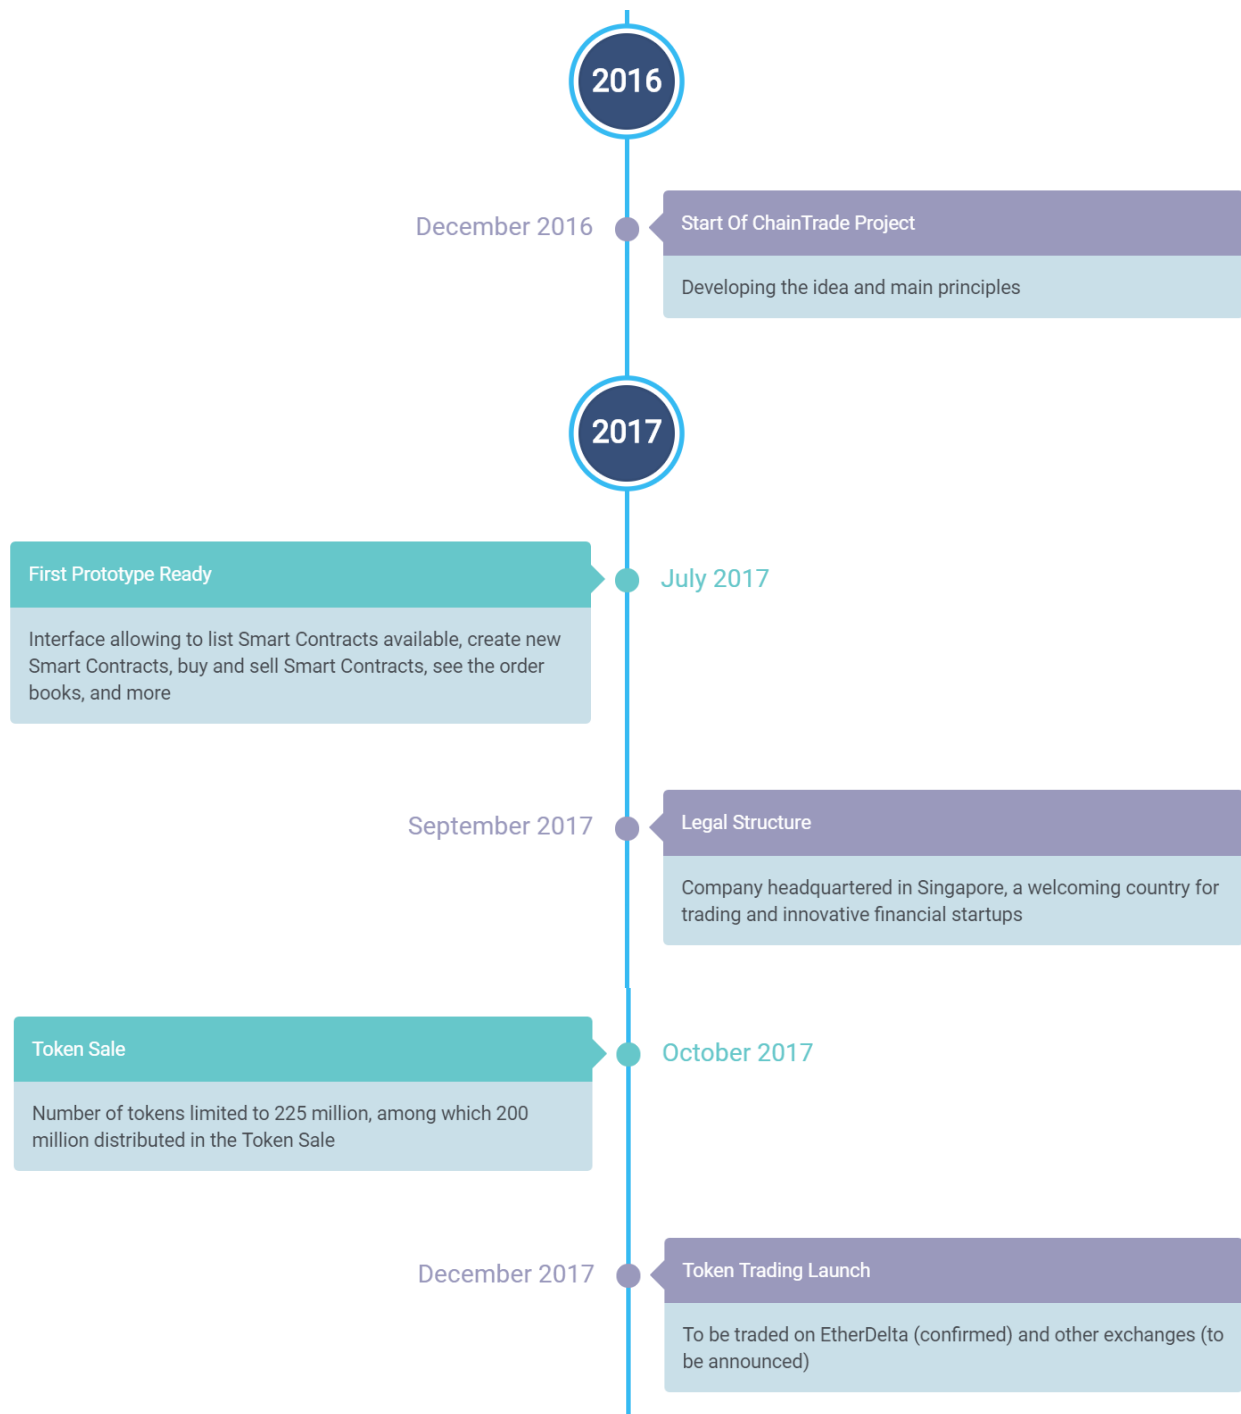 2016
December 2016
Start Of ChainTrade Project
Developing the idea and main principles
2017
First Prototype Ready
July 2017
Interface allowing to list Smart Contracts available, create new
Smart Contracts, buy and sell Smart Contracts, see the order
books, and more
September 2017
Legal Structure
Company headquartered in Singapore, a welcoming country for
trading and innovative financial startups
Token Sale
October 2017
Number of tokens limited to 225 million, among which 200
million distributed in the Token Sale
December 2017
Token Trading Launch
To be traded on EtherDelta (confirmed) and other exchanges (to
be announced)